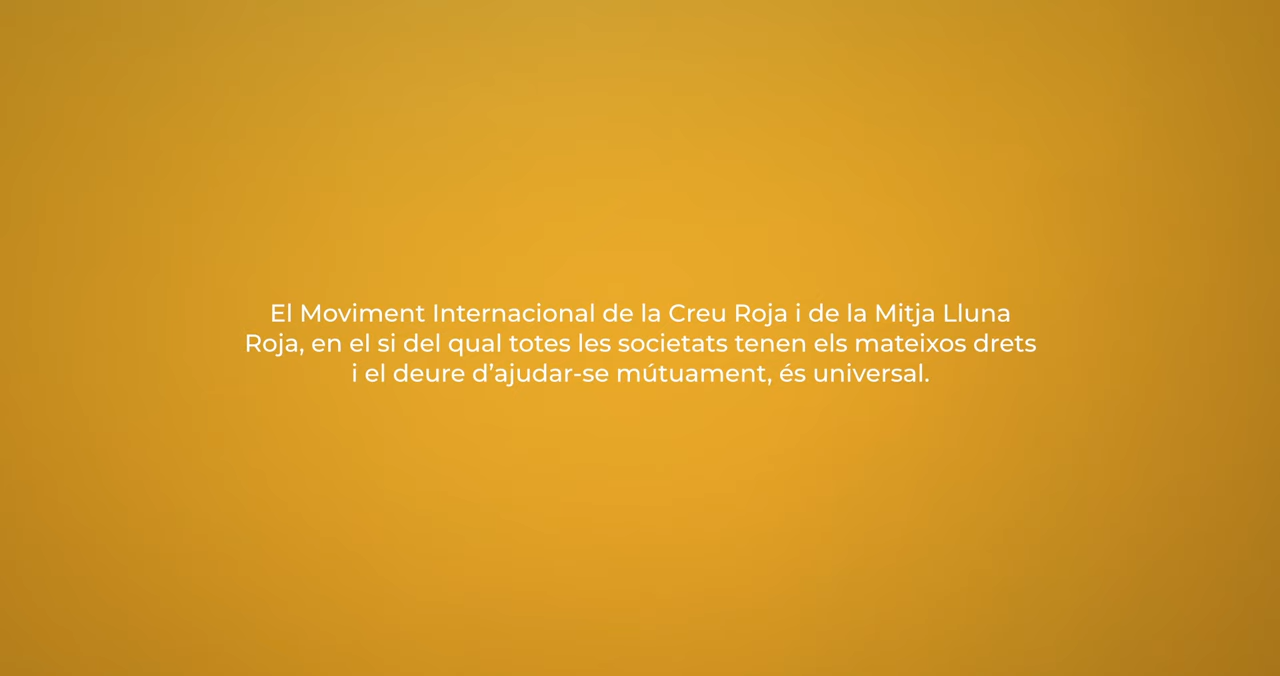 El Moviment Internacional de la Creu Roja i de la Mitja Lluna
Roja, en el si del qual totes les societats tenen els mateixos drets
i el deure d’ajudar-se mútuament, és universal.